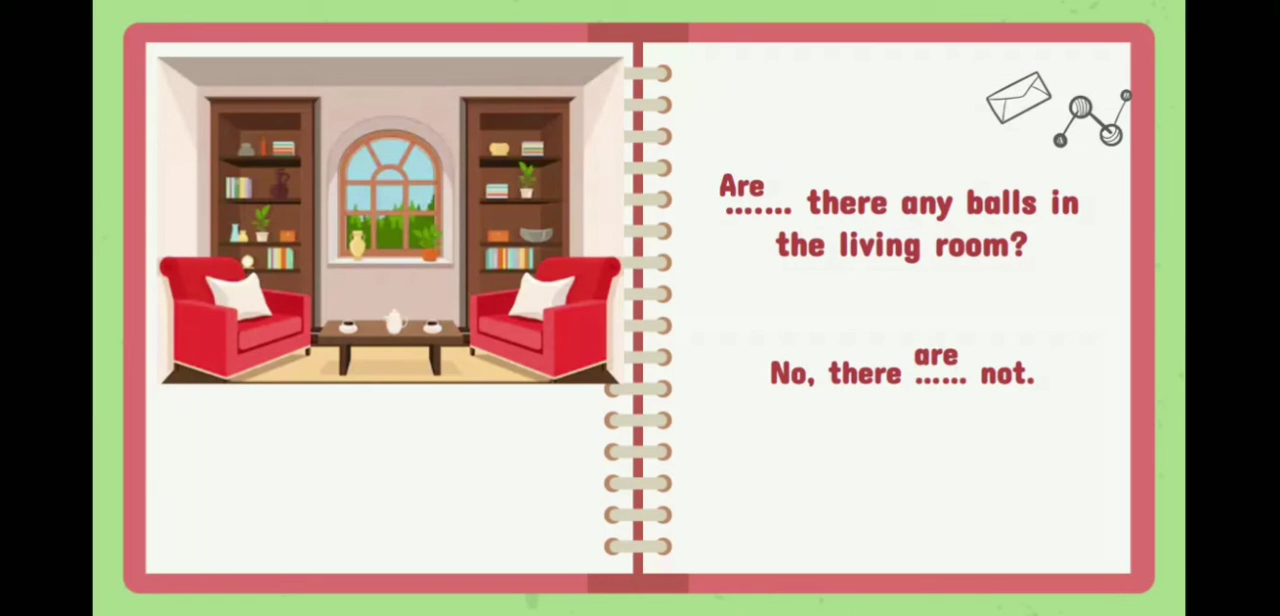 Are
....... there any balls in
the living room?
are
No, there ...... not.